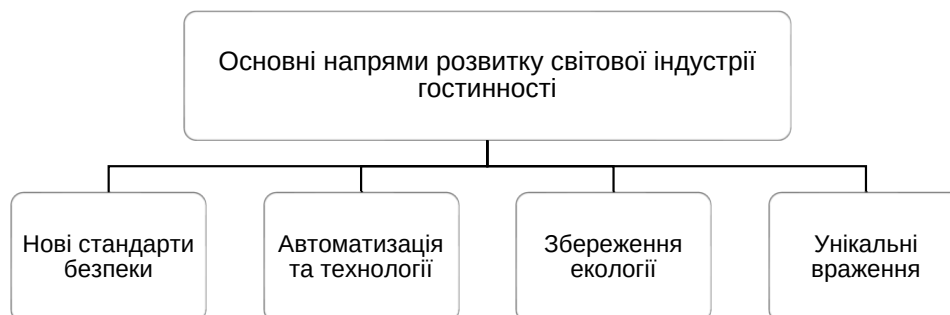 Основні напрями розвитку світової індустрії
гостинності
Нові стандарти
безпеки
Автоматизація
та технології
Збереження
екології
Унікальні
враження